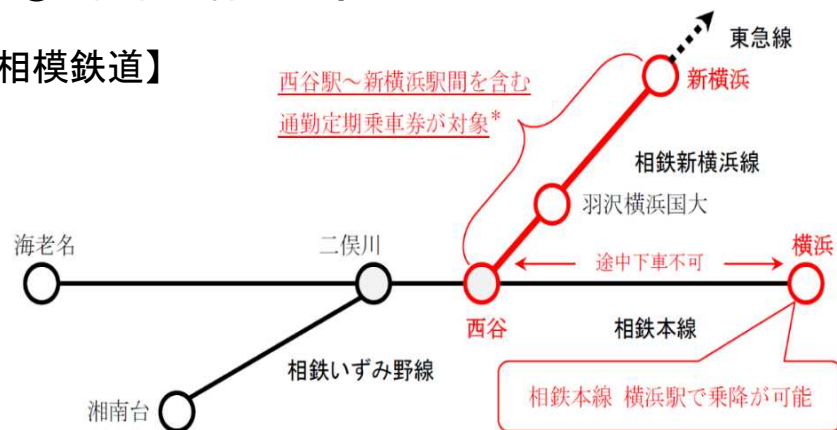 相模鉄道】
東急線
西谷駅～新横浜駅間を含む
通勤定期乗車券が対象*
新横浜
相鉄新横浜線
羽沢横浜国大
海老名
二俣川
途中下車不可
横浜
西谷
相鉄本線
相鉄いずみ野線
湘南台
相鉄本線 横浜駅で乗降が可能